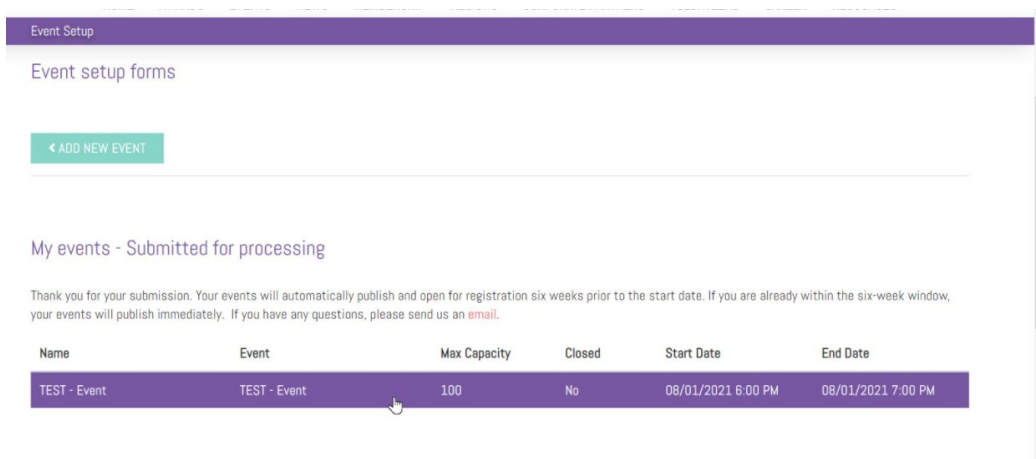 Event Setup
Event setup forms
ADD NEW EVENT
My events - Submitted for processing
Thank you for your submission. Your events will automatically publish and open for registration six weeks prior to the start date. If you are already within the six-week window,
your events will publish immediately. If you have any questions, please send us an email.
Name Event Max Capacity Closed Start Date End Date
TEST - Event TEST - Event 100 No 08/01/2021 6:00 PM 08/01/2021 7:00 PM